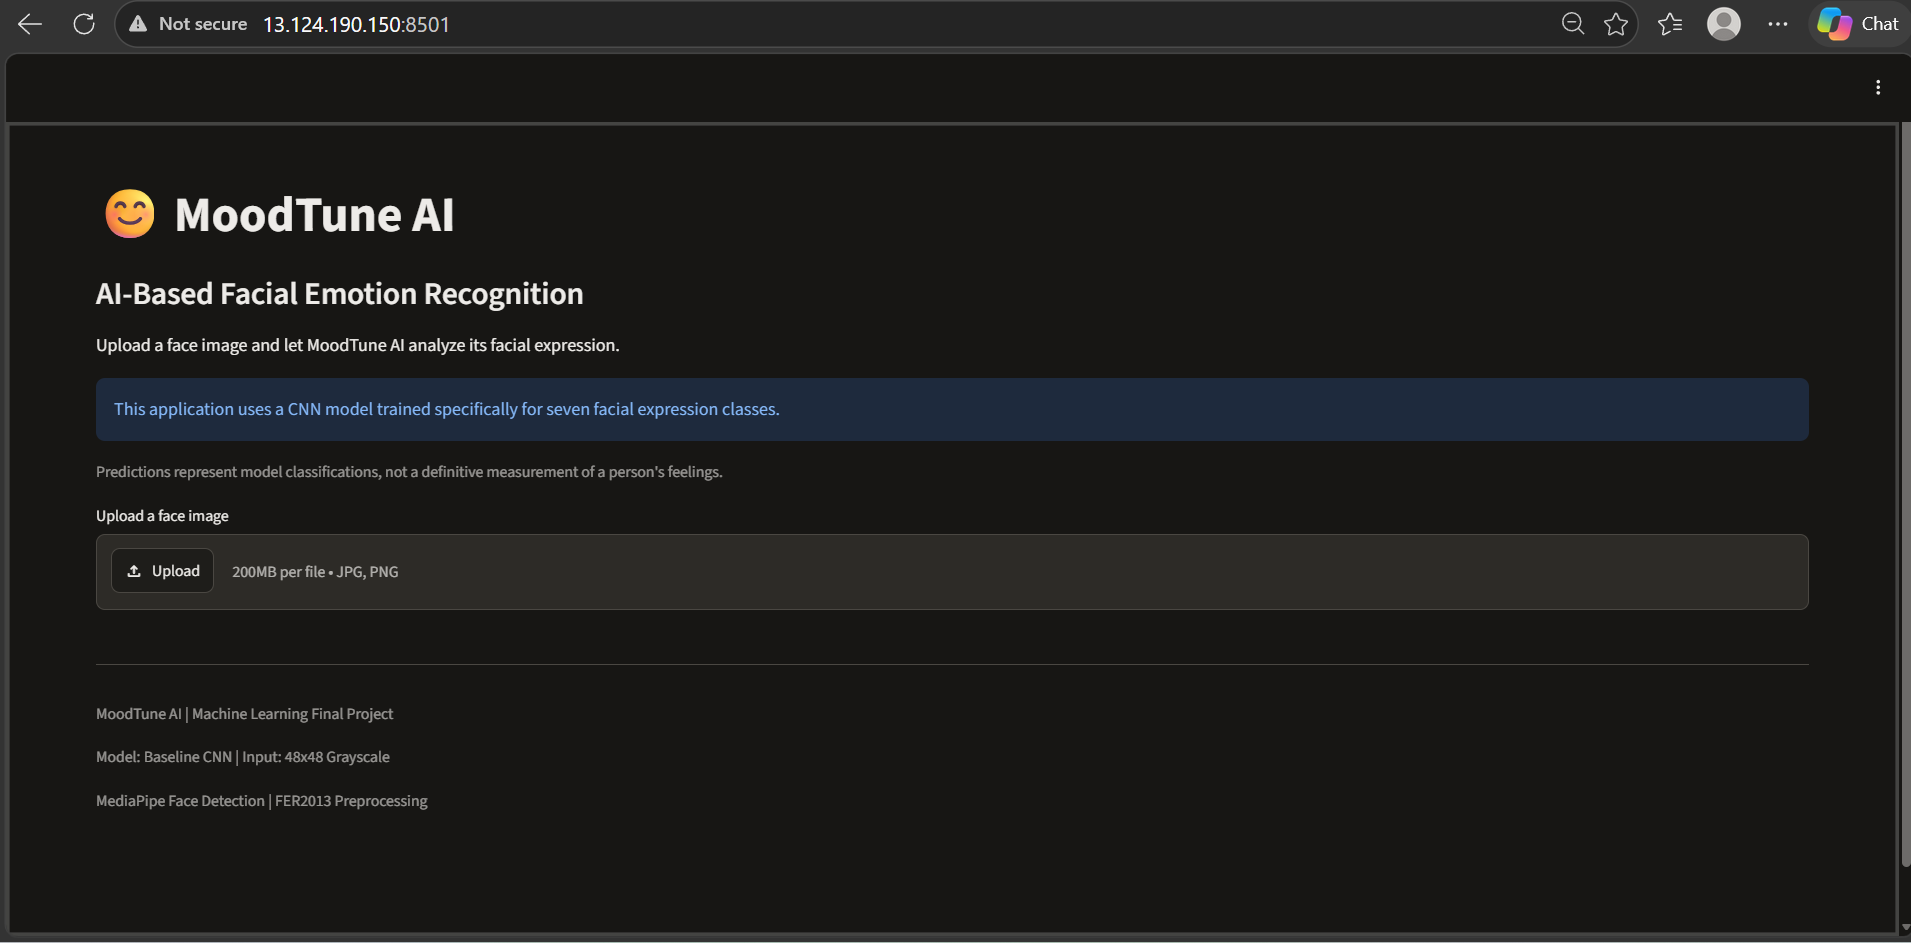 Not secure 13.124.190.150:8501
Chat
MoodTune AI
AI-Based Facial Emotion Recognition
Upload a face image and let MoodTune AI analyze its facial expression.
This application uses a CNN model trained specifically for seven facial expression classes.
Predictions represent model classifications, not a definitive measurement of a person's feelings.
Upload a face image
Upload 200MB per file • JPG, PNG
MoodTune AI | Machine Learning Final Project
Model: Baseline CNN | Input: 48x48 Grayscale
MediaPipe Face Detection | FER2013 Preprocessing